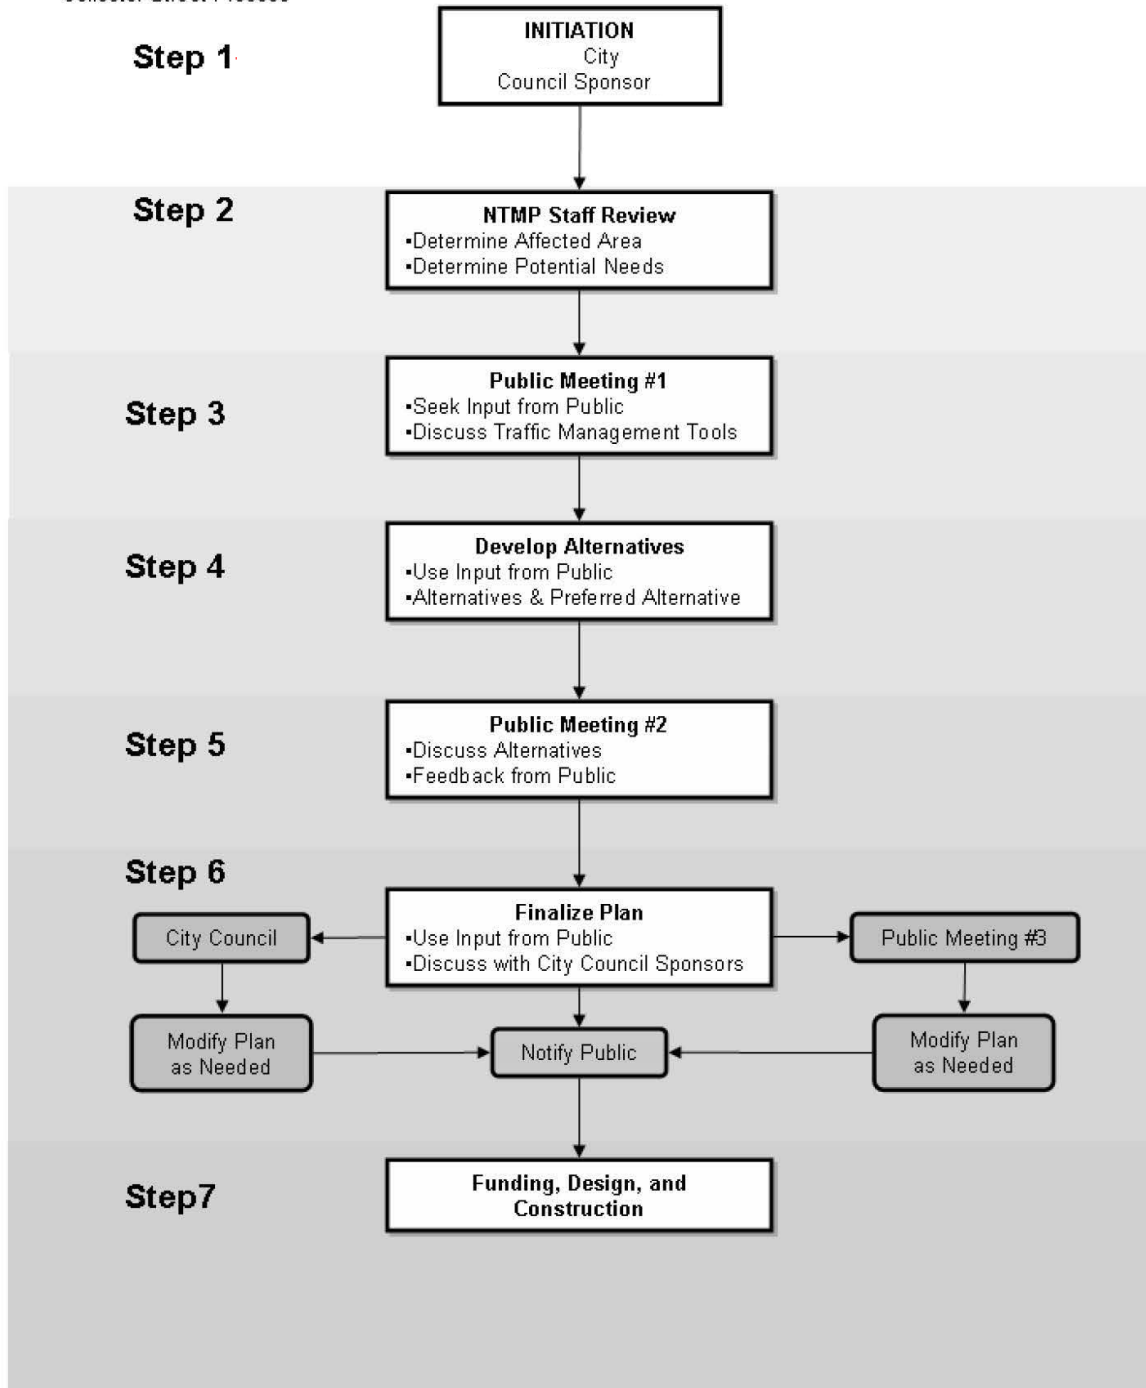 Collector Street Process
Step 1
INITIATION
City
Council Sponsor
Step 2
NTMP Staff Review
▪Determine Affected Area
▪Determine Potential Needs
Step 3
Public Meeting #1
▪Seek Input from Public
▪Discuss Traffic Management Tools
Step 4
Develop Alternatives
▪Use Input from Public
▪Alternatives & Preferred Alternative
Step 5
Public Meeting #2
▪Discuss Alternatives
▪Feedback from Public
Step 6
Finalize Plan
▪Use Input from Public
▪Discuss with City Council Sponsors
City Council
Public Meeting #3
Modify Plan
as Needed
Notify Public
Modify Plan
as Needed
Step7
Funding, Design, and
Construction